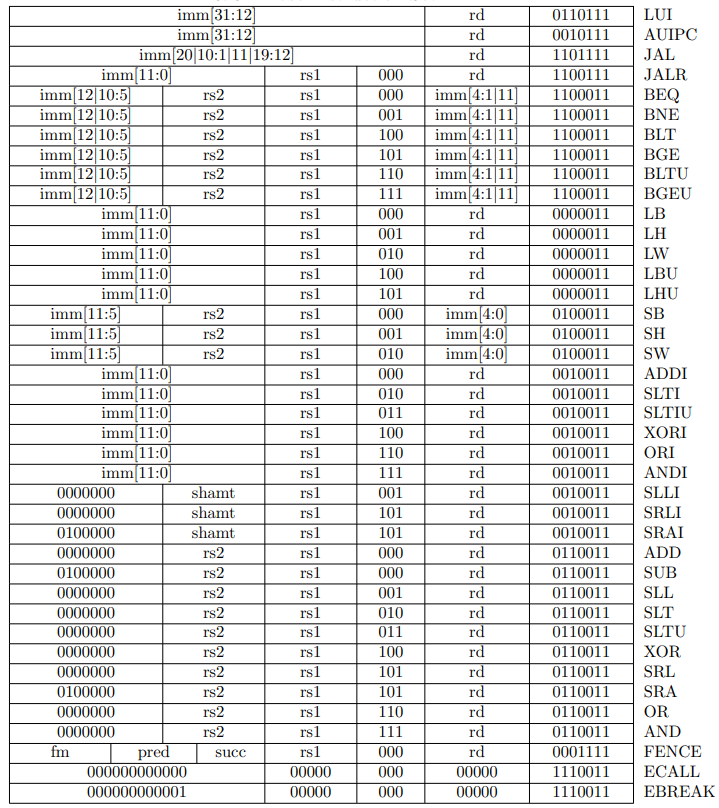 imm[31:12] rd 0110111 LUI
imm[31:12] rd 0010111 AUIPC
imm[20|10:1|11|19:12] rd 1101111 JAL
imm[11:0] rs1 000 rd 1100111 JALR
imm[12|10:5] rs2 rs1 000 imm[4:1|11] 1100011 BEQ
imm[12|10:5] rs2 rs1 001 imm[4:1|11] 1100011 BNE
imm[12|10:5] rs2 rs1 100 imm[4:1|11] 1100011 BLT
imm[12|10:5] rs2 rs1 101 imm[4:1|11] 1100011 BGE
imm[12|10:5] rs2 rs1 110 imm[4:1|11] 1100011 BLTU
imm[12|10:5] rs2 rs1 111 imm[4:1|11] 1100011 BGEU
imm[11:0] rs1 000 rd 0000011 LB
imm[11:0] rs1 001 rd 0000011 LH
imm[11:0] rs1 010 rd 0000011 LW
imm[11:0] rs1 100 rd 0000011 LBU
imm[11:0] rs1 101 rd 0000011 LHU
imm[11:5] rs2 rs1 000 imm[4:0] 0100011 SB
imm[11:5] rs2 rs1 001 imm[4:0] 0100011 SH
imm[11:5] rs2 rs1 010 imm[4:0] 0100011 SW
imm[11:0] rs1 000 rd 0010011 ADDI
imm[11:0] rs1 010 rd 0010011 SLTI
imm[11:0] rs1 011 rd 0010011 SLTIU
imm[11:0] rs1 100 rd 0010011 XORI
imm[11:0] rs1 110 rd 0010011 ORI
imm[11:0] rs1 111 rd 0010011 ANDI
0000000 shamt rs1 001 rd 0010011 SLLI
0000000 shamt rs1 101 rd 0010011 SRLI
0100000 shamt rs1 101 rd 0010011 SRAI
0000000 rs2 rs1 000 rd 0110011 ADD
0100000 rs2 rs1 000 rd 0110011 SUB
0000000 rs2 rs1 001 rd 0110011 SLL
0000000 rs2 rs1 010 rd 0110011 SLT
0000000 rs2 rs1 011 rd 0110011 SLTU
0000000 rs2 rs1 100 rd 0110011 XOR
0000000 rs2 rs1 101 rd 0110011 SRL
0100000 rs2 rs1 101 rd 0110011 SRA
0000000 rs2 rs1 110 rd 0110011 OR
0000000 rs2 rs1 111 rd 0110011 AND
fm pred succ rs1 000 rd 0001111 FENCE
000000000000 00000 000 00000 1110011 ECALL
000000000001 00000 000 00000 1110011 EBREAK